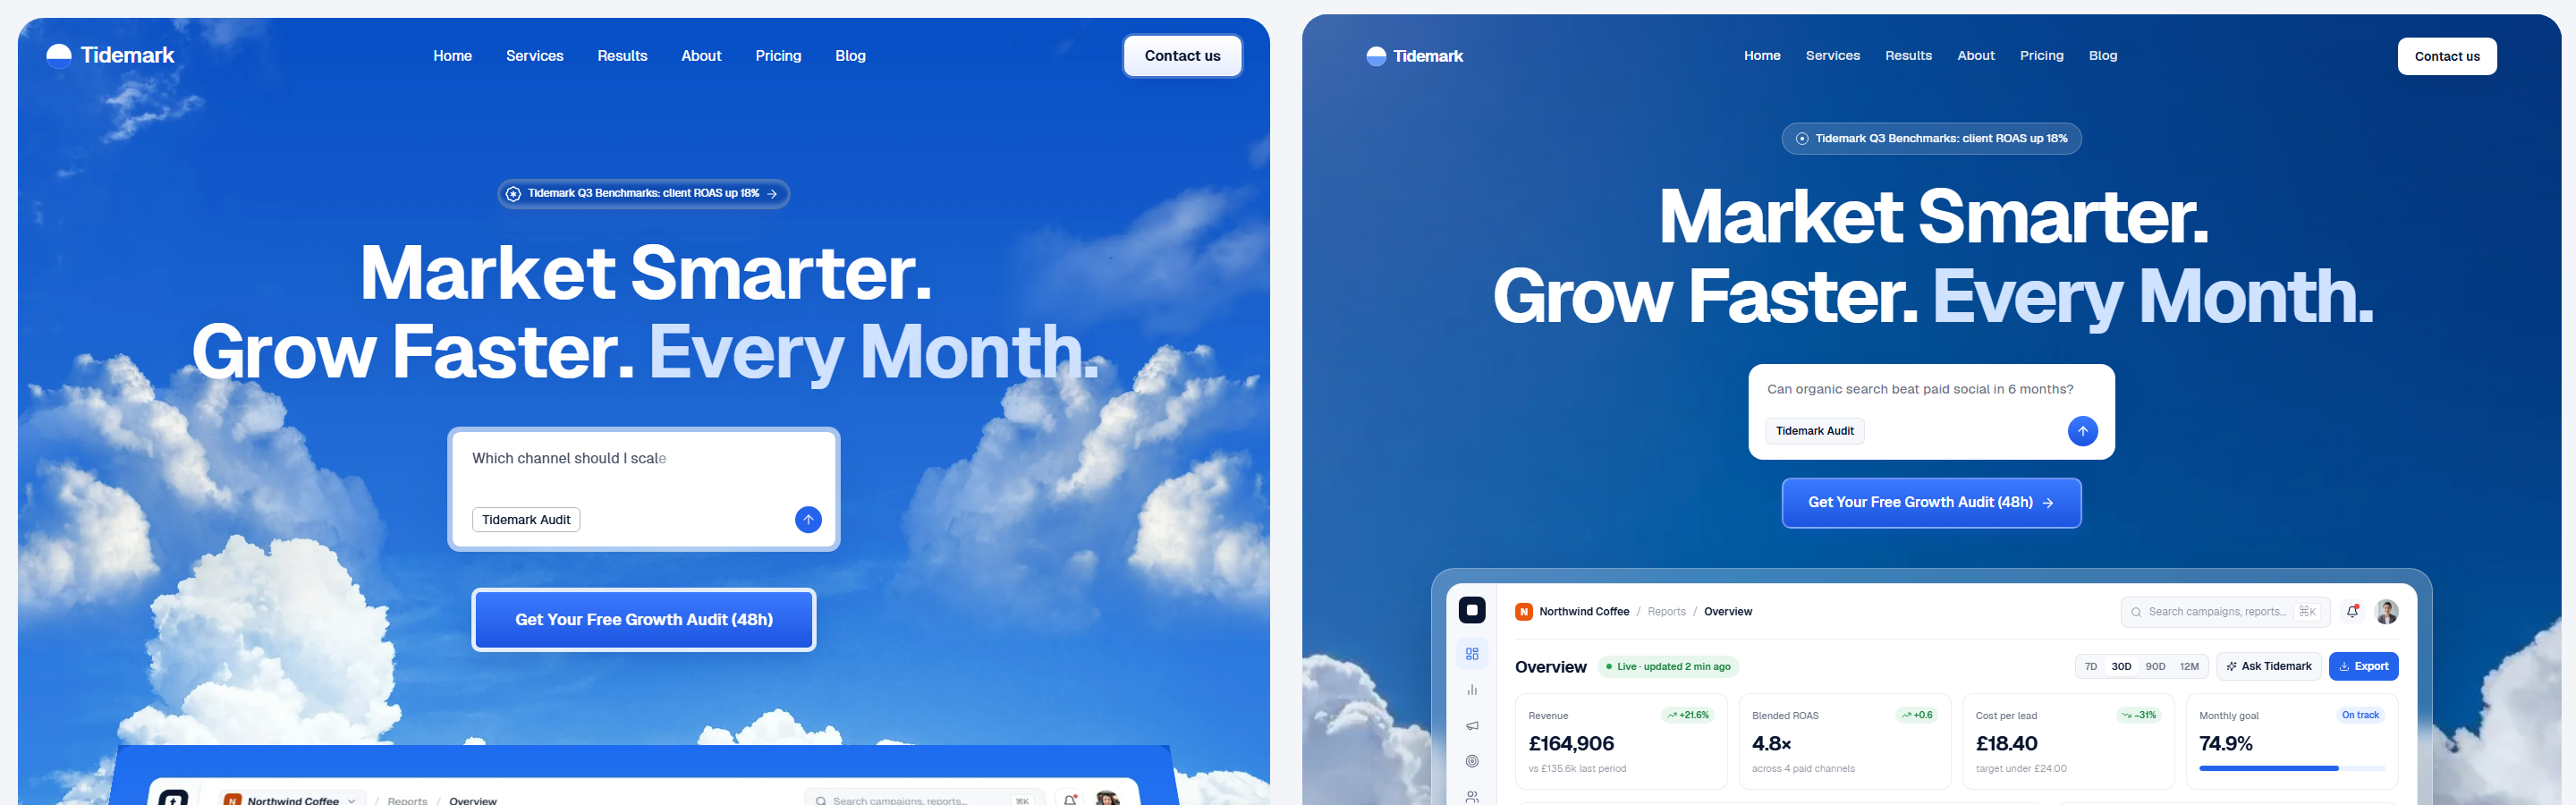 Tidemark
Home Services Results About Pricing Blog
Contact us
Tidemark Q3 Benchmarks: client ROAS up 18% →
Market Smarter.
Grow Faster. Every Month.
Which channel should I scale
Tidemark Audit
Get Your Free Growth Audit (48h)
N Northwind Coffee / Reports / Overview
Search campaigns, reports... ⌘K
Tidemark
Home Services Results About Pricing Blog
Contact us
Tidemark Q3 Benchmarks: client ROAS up 18%
Market Smarter.
Grow Faster. Every Month.
Can organic search beat paid social in 6 months?
Tidemark Audit
Get Your Free Growth Audit (48h) →
N Northwind Coffee / Reports / Overview
Search campaigns, reports... ⌘K
Overview Live · updated 2 min ago
7D 30D 90D 12M Ask Tidemark Export
Revenue +21.6%
£164,906
vs £135.6k last period
Blended ROAS +0.6
4.8×
across 4 paid channels
Cost per lead −31%
£18.40
target under £24.00
Monthly goal On track
74.9%